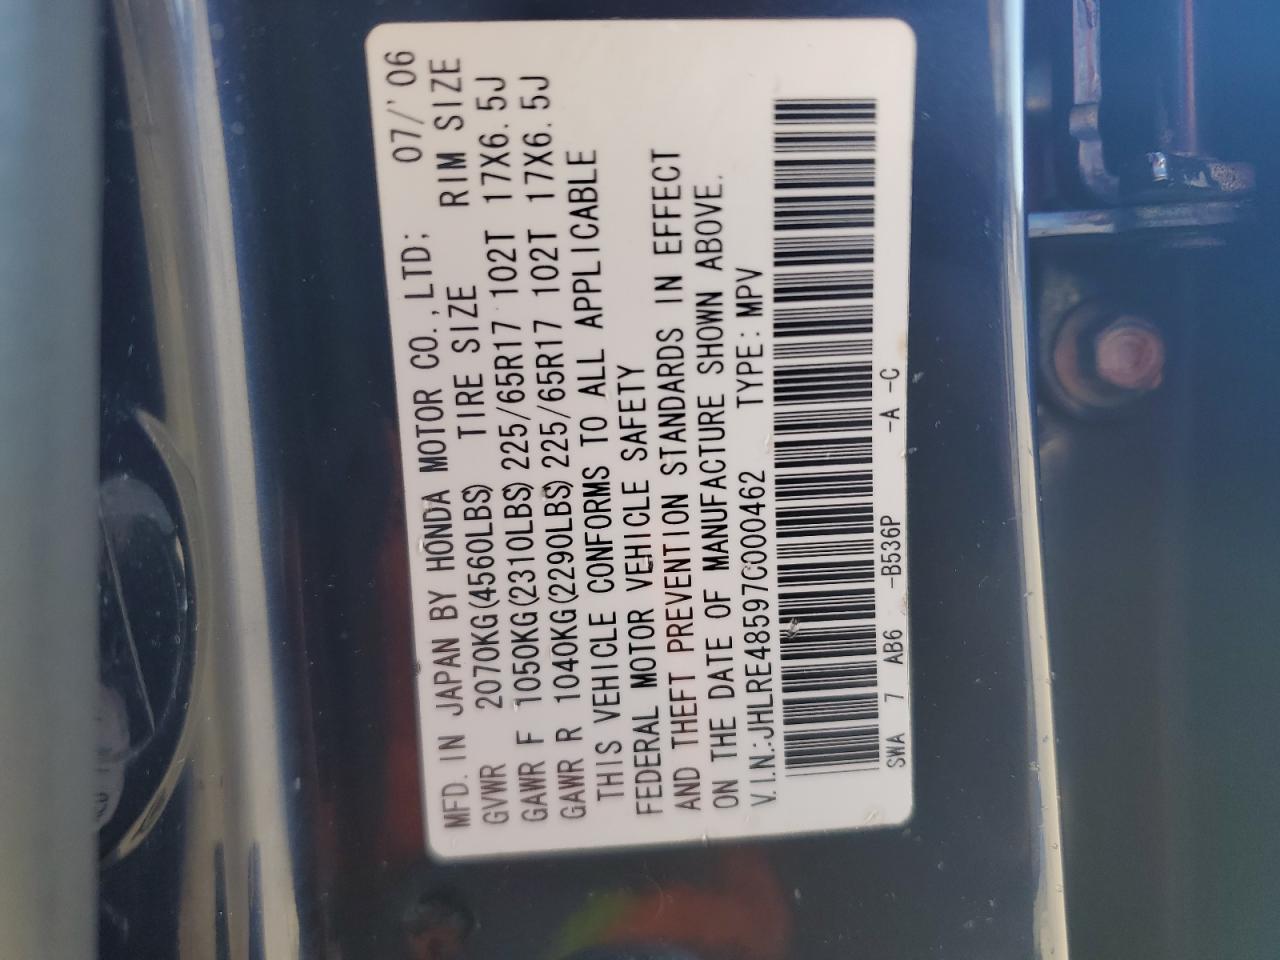 MFD. IN JAPAN BY HONDA MOTOR CO., LTD; 07/'06
GVWR 2070KG(4560LBS) TIRE SIZE RIM SIZE
GAWR F 1050KG(2310LBS) 225/65R17 102T 17X6.5J
GAWR R 1040KG(2290LBS) 225/65R17 102T 17X6.5J
THIS VEHICLE CONFORMS TO ALL APPLICABLE
FEDERAL MOTOR VEHICLE SAFETY
AND THEFT PREVENTION STANDARDS IN EFFECT
ON THE DATE OF MANUFACTURE SHOWN ABOVE.
V.I.N.:JHLRE48597C000462 TYPE: MPV
SWA 7 AB6 -B536P -A -C